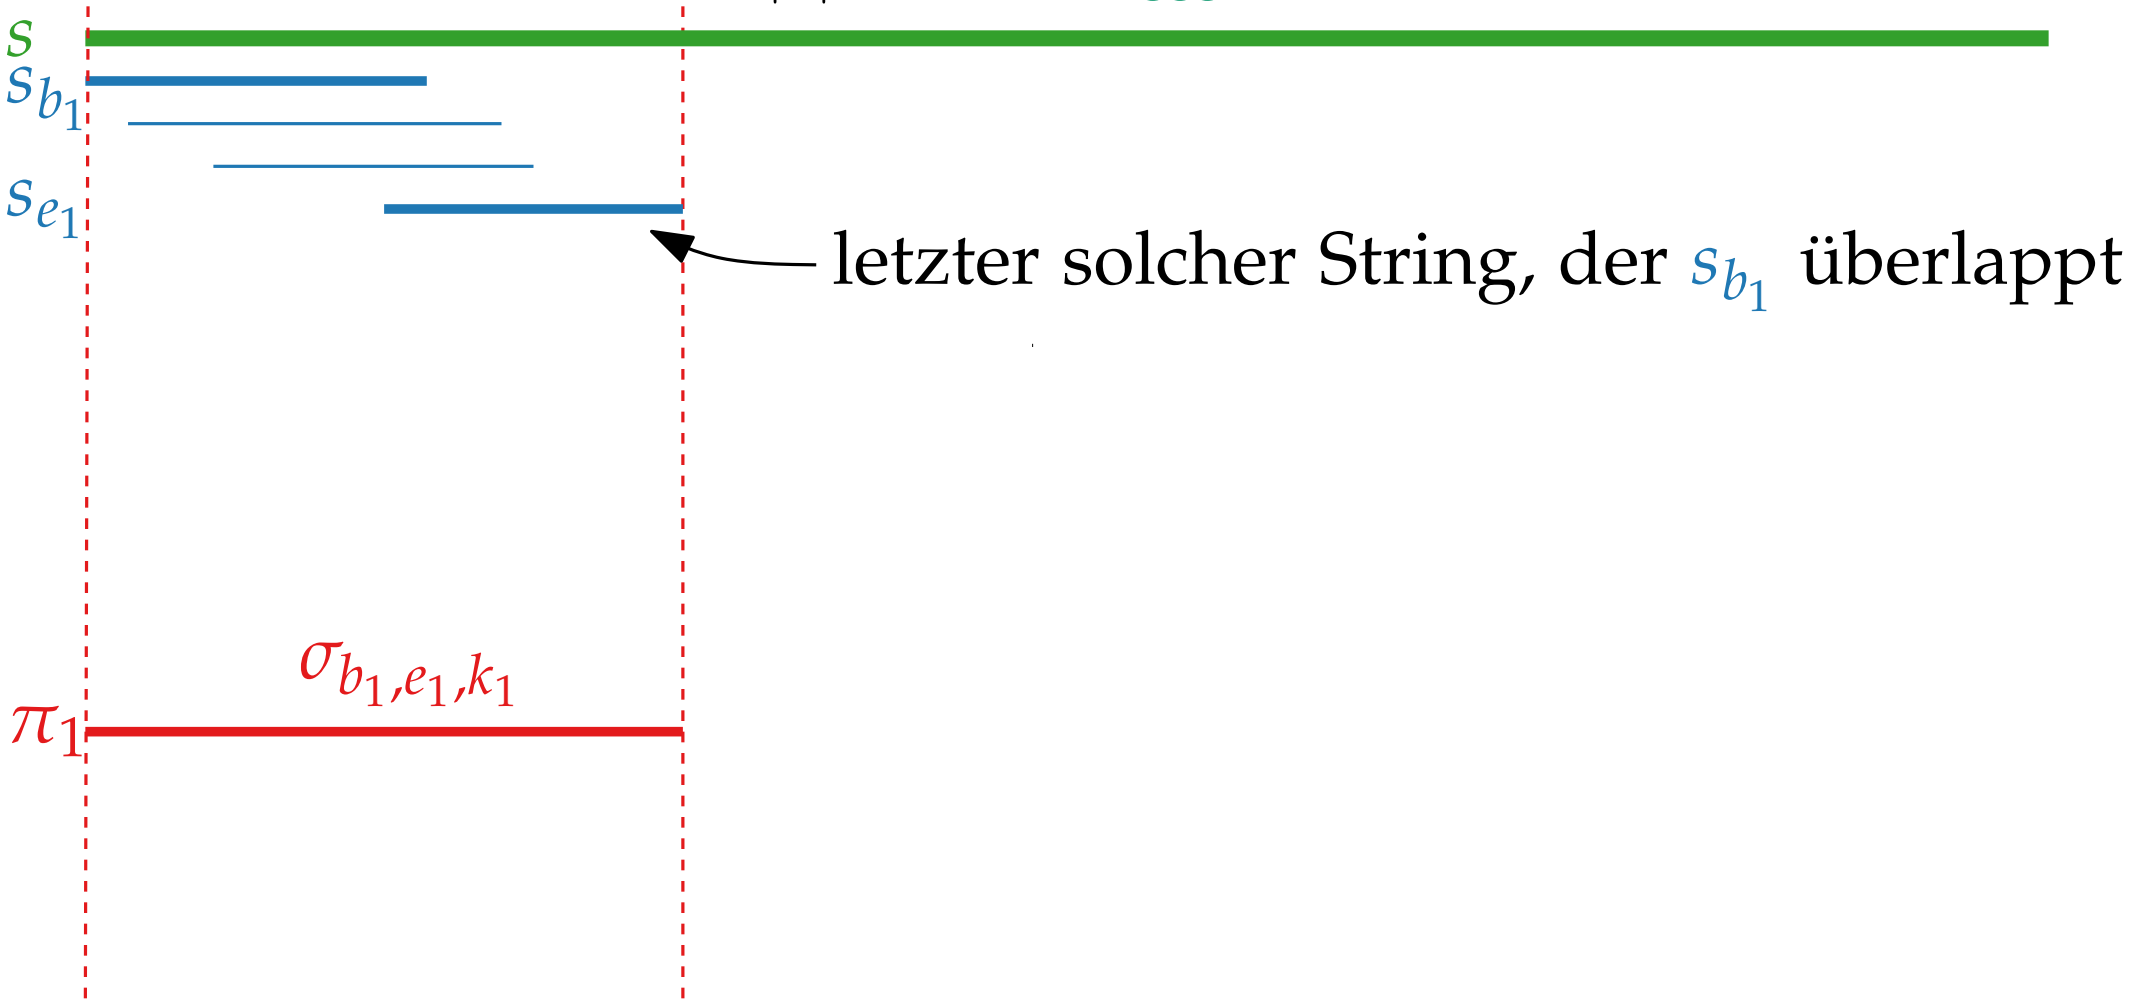 s
s_{b_1}
s_{e_1}
letzter solcher String, der s_{b_1} überlappt
σ_{b_1,e_1,k_1}
π_1